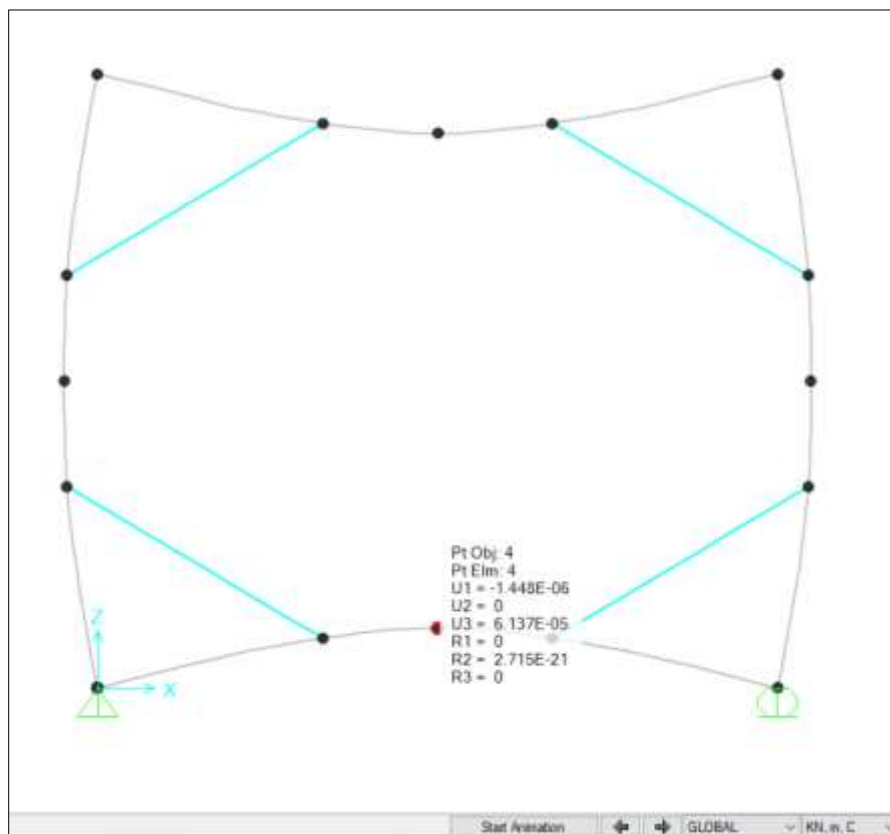 Pt Obj: 4
Pt Elm: 4
U1 = -1.448E-06
U2 = 0
U3 = 6.137E-05
R1 = 0
R2 = 2.715E-21
R3 = 0
Z
X
Start Animation GLOBAL KN, m, C